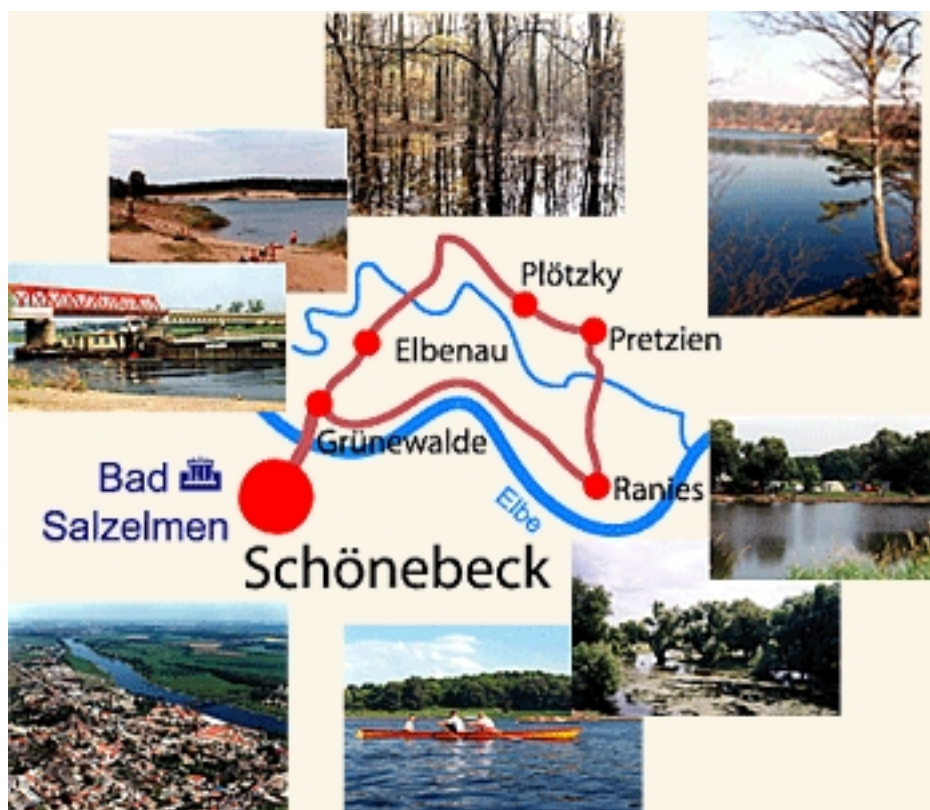 Plötzky
Pretzien
Elbenau
Grünewalde
Bad
Salzelmen
Ranies
Elbe
Schönebeck